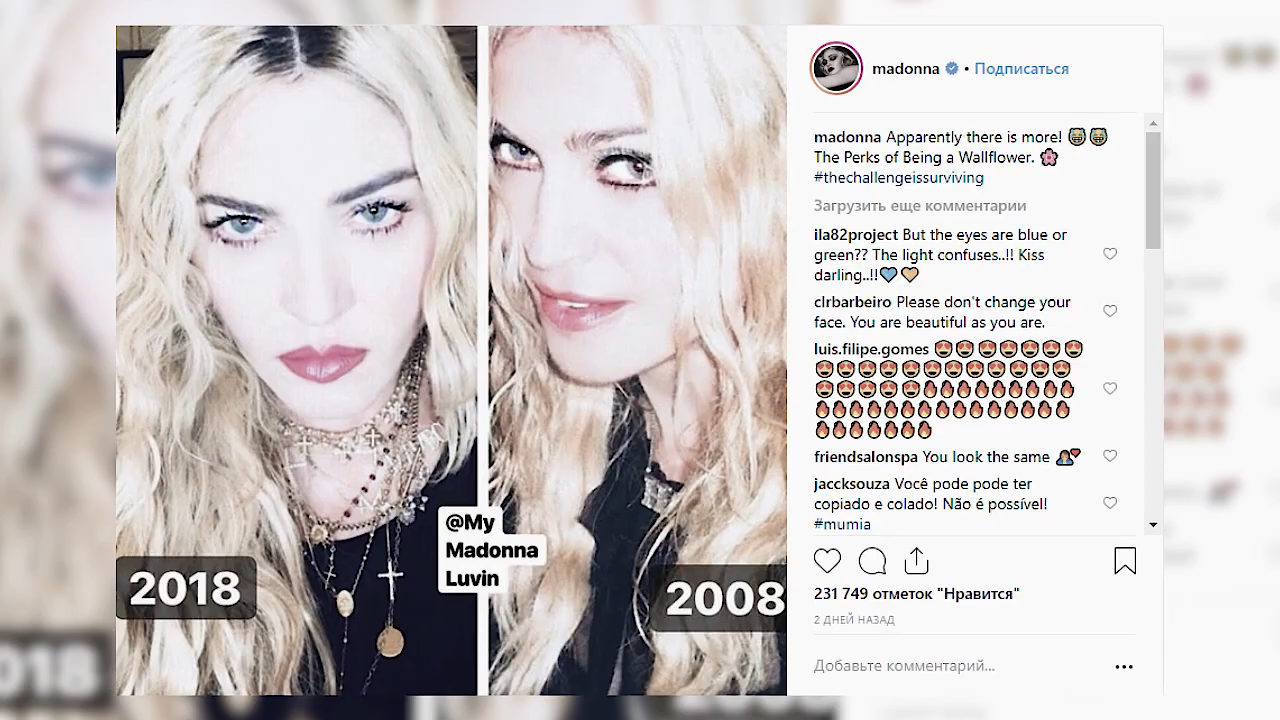 2018
@My
Madonna
Luvin
2008
madonna • Подписаться
madonna Apparently there is more! 😹😹
The Perks of Being a Wallflower. 🌸
#thechallengeissurviving
Загрузить еще комментарии
ila82project But the eyes are blue or
green?? The light confuses..!! Kiss
darling..!!💙🧡
clrbarbeiro Please don't change your
face. You are beautiful as you are.
luis.filipe.gomes 😍😍😍😍😍😍😍
😍😍😍😍😍😍😍😍😍😍😍😍
😍😍😍😍😍🔥🔥🔥🔥🔥🔥🔥🔥
🔥🔥🔥🔥🔥🔥🔥🔥🔥🔥🔥🔥🔥
🔥🔥🔥🔥🔥🔥
friendsalonspa You look the same
jaccksouza Você pode pode ter
copiado e colado! Não é possível!
#mumia
231 749 отметок "Нравится"
2 ДНЕЙ НАЗАД
Добавьте комментарий...
018